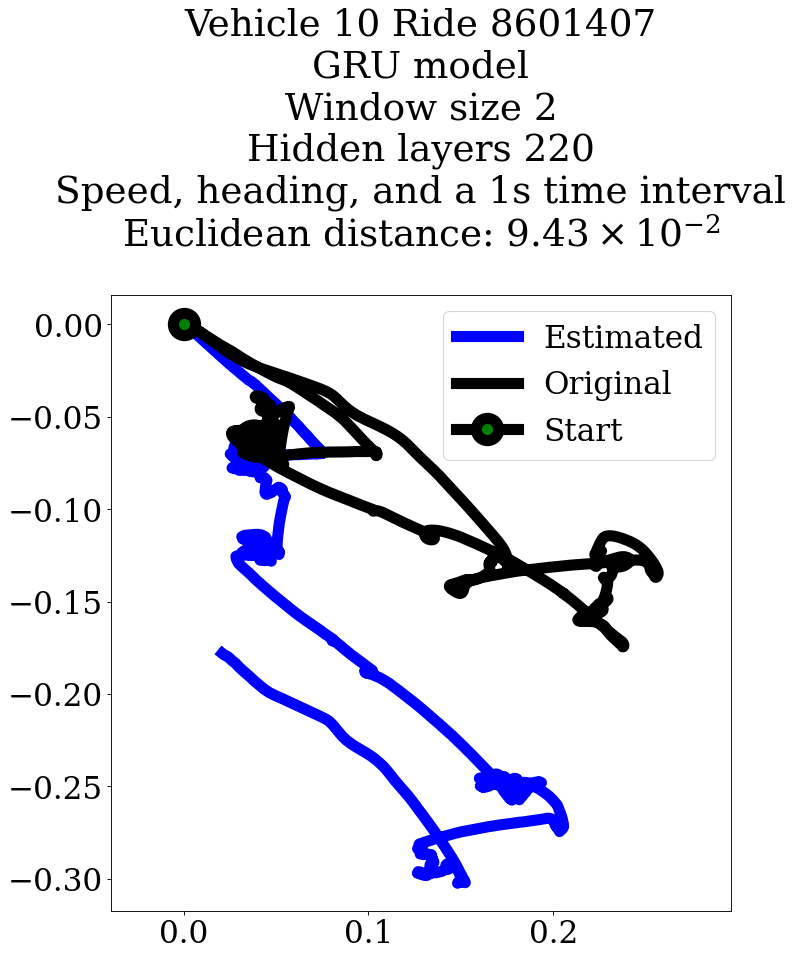 Vehicle 10 Ride 8601407
GRU model
Window size 2
Hidden layers 220
Speed, heading, and a 1s time interval
Euclidean distance: 9.43 × 10⁻²
Estimated
Original
Start
0.00
−0.05
−0.10
−0.15
−0.20
−0.25
−0.30
0.0 0.1 0.2